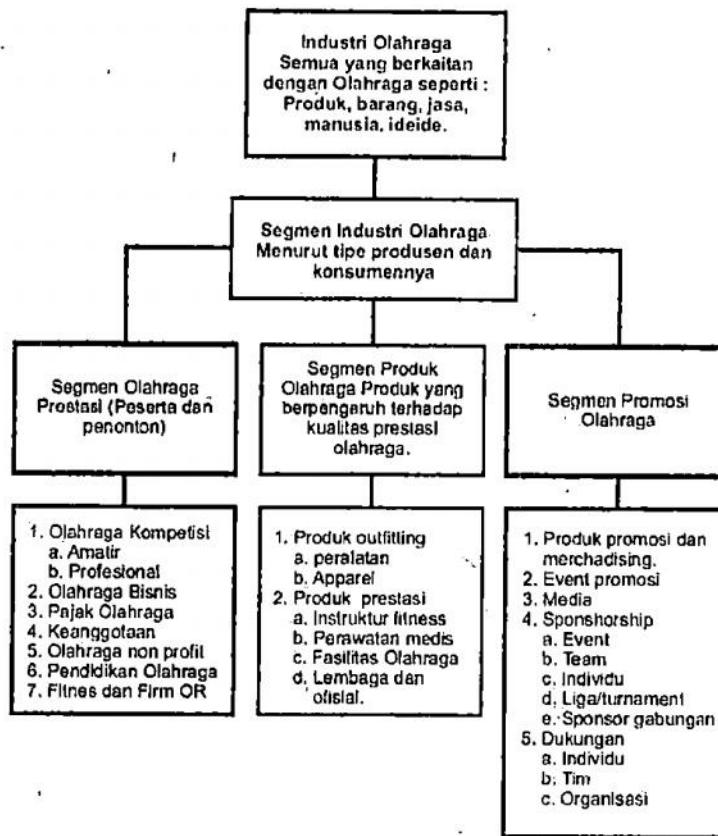 Industri Olahraga
Semua yang berkaitan
dengan Olahraga seperti :
Produk, barang, jasa,
manusia, ideide.
Segmen Industri Olahraga
Menurut tipe produsen dan
konsumennya
Segmen Olahraga
Prestasi (Peserta dan
penonton)
Segmen Produk
Olahraga Produk yang
berpengaruh terhadap
kualitas prestasi
olahraga.
Segmen Promosi
Olahraga
1. Olahraga Kompetisi
a. Amatir
b. Profesional
2. Olahraga Bisnis
3. Pajak Olahraga
4. Keanggotaan
5. Olahraga non profit
6. Pendidikan Olahraga
7. Fitnes dan Firm OR
1. Produk outfitling
a. peralatan
b. Apparel
2. Produk prestasi
a. Instruktur fitness
b. Perawatan medis
c. Fasilitas Olahraga
d. Lembaga dan
ofisial.
1. Produk promosi dan
merchadising.
2. Event promosi
3. Media
4. Sponshorship
a. Event
b. Team
c. Individu
d. Liga/turnament
e. Sponsor gabungan
5. Dukungan
a. Individu
b. Tim
c. Organisasi